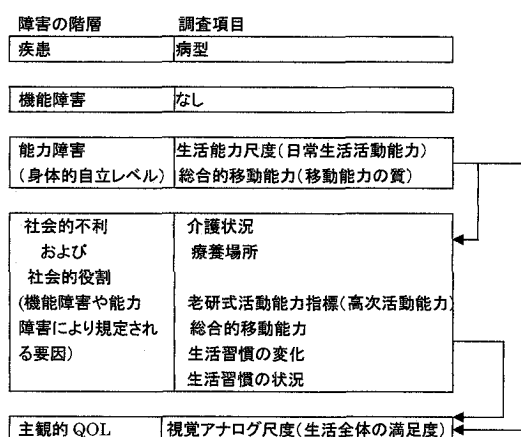 障害の階層 調査項目
疾患 病型
機能障害 なし
能力障害 生活能力尺度(日常生活活動能力)
(身体的自立レベル) 総合的移動能力(移動能力の質)
社会的不利 介護状況
および 療養場所
社会的役割
(機能障害や能力 老研式活動能力指標(高次活動能力)
障害により規定され 総合的移動能力
る要因) 生活習慣の変化
生活習慣の状況
主観的 QOL 視覚アナログ尺度(生活全体の満足度)